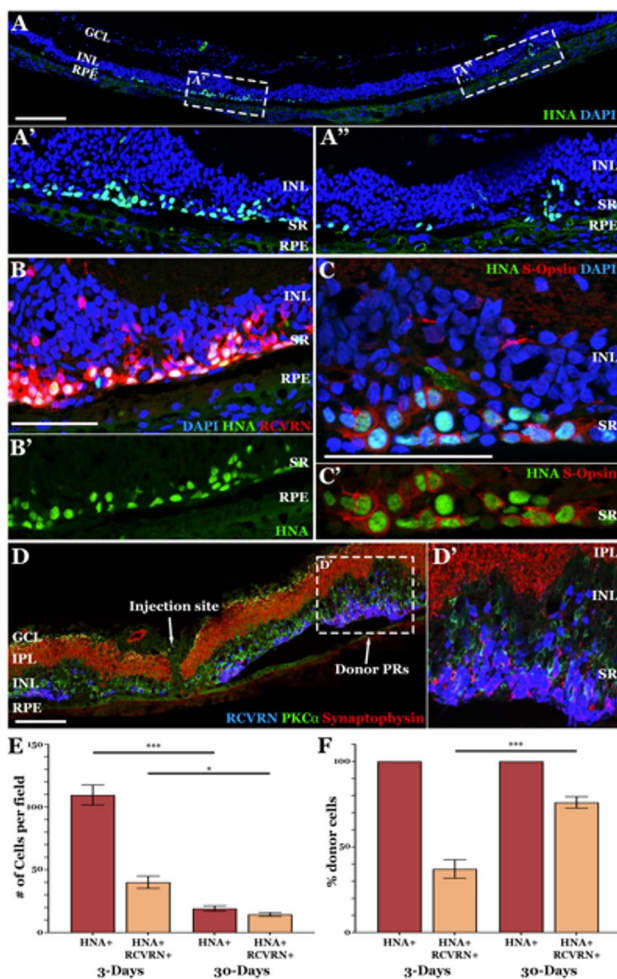 A
GCL
INL
RPE
A'
A''
HNA DAPI
A'
INL
SR
RPE
A''
INL
SR
RPE
B
INL
SR
RPE
DAPI HNA RCVRN
C
HNA S-Opsin DAPI
INL
SR
B'
SR
RPE
HNA
C'
HNA S-Opsin
SR
D
D'
Injection site
GCL
IPL
INL
RPE
Donor PRs
RCVRN PKCα Synaptophysin
D'
IPL
INL
SR
E
# of Cells per field
150
100
50
0
***
*
HNA+
HNA+
RCVRN+
HNA+
HNA+
RCVRN+
3-Days
30-Days
F
% donor cells
100
50
0
***
HNA+
HNA+
RCVRN+
HNA+
HNA+
RCVRN+
3-Days
30-Days